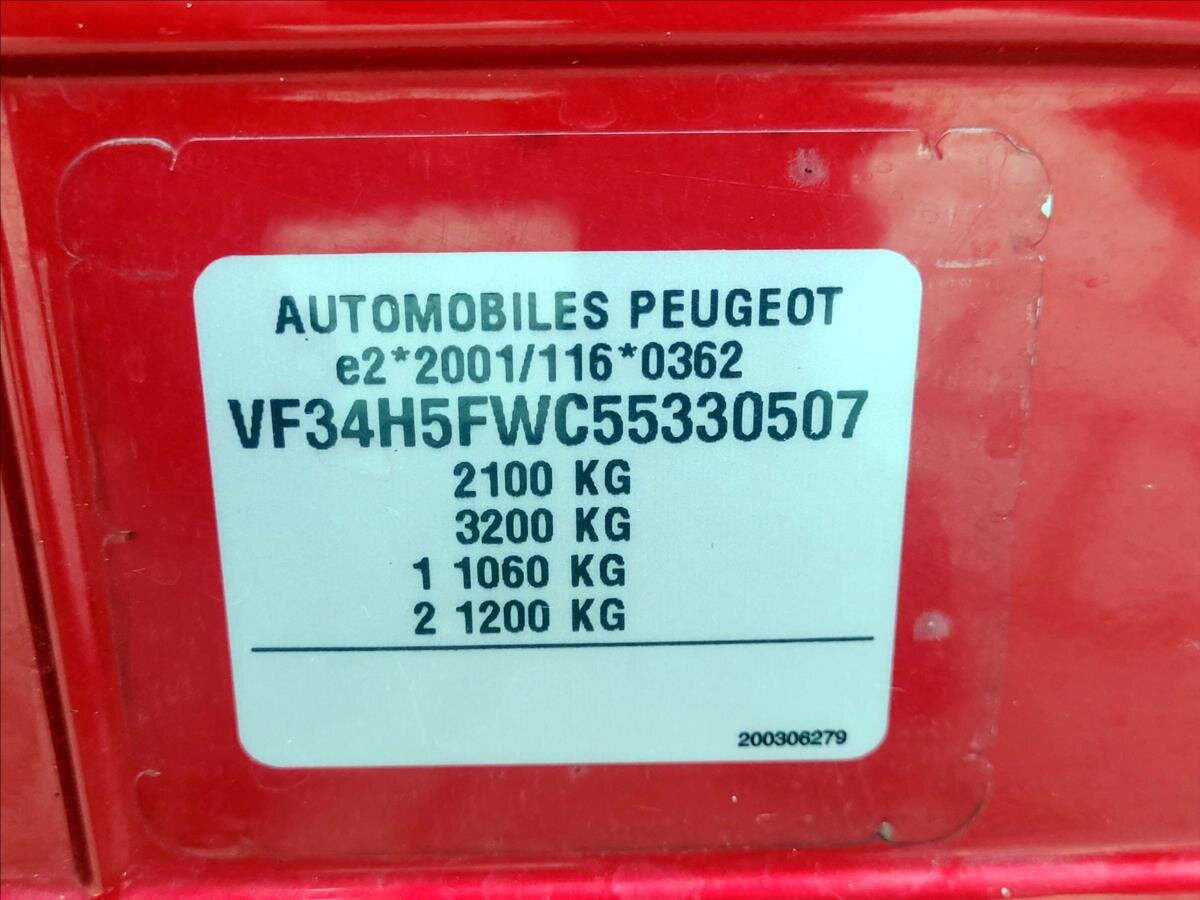 AUTOMOBILES PEUGEOT
e2*2001/116*0362
VF34H5FWC55330507
2100 KG
3200 KG
1 1060 KG
2 1200 KG
200306279